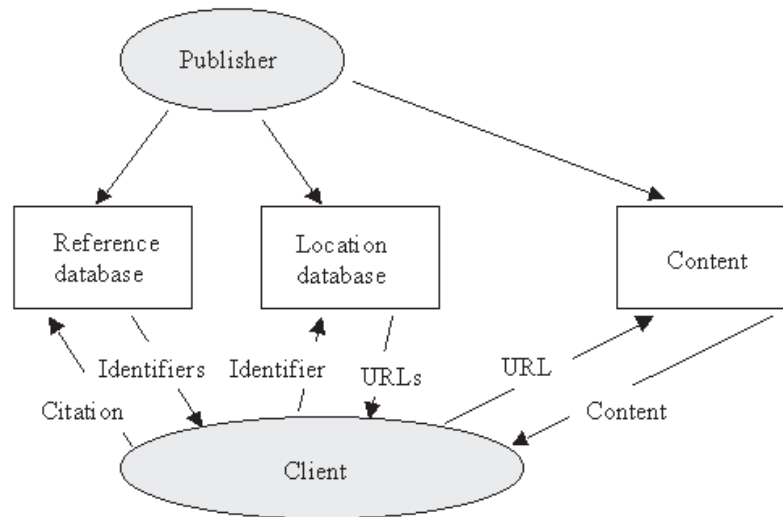 Publisher
Reference
database
Location
database
Content
Identifiers
Identifier
URLs
URL
Citation
Content
Client